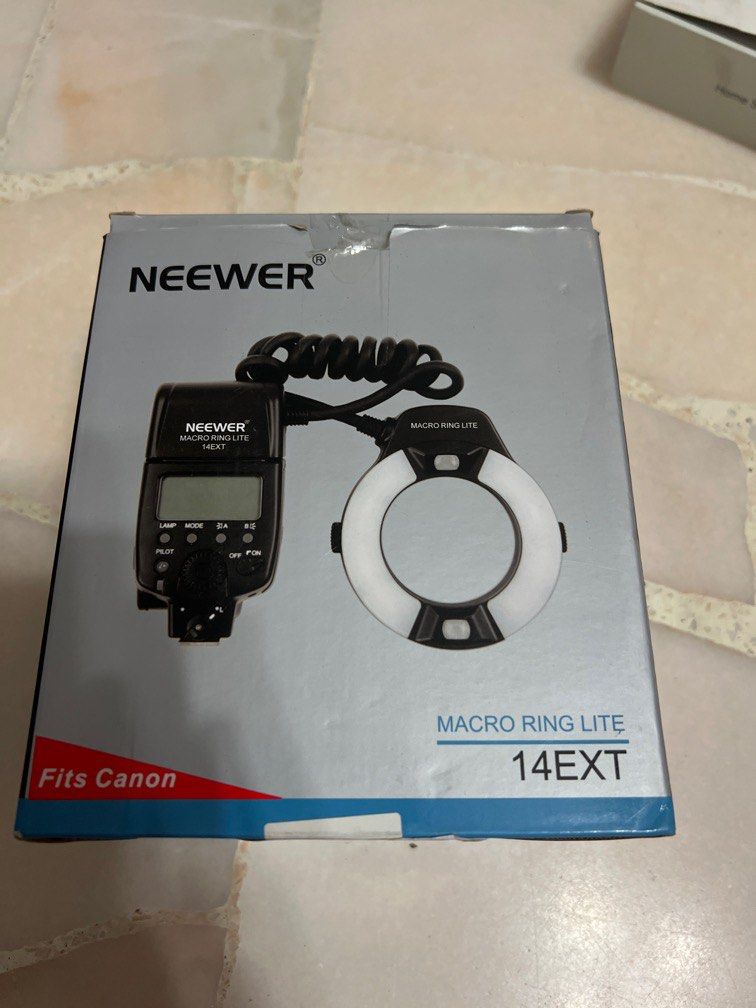 Home
NEEWER®
NEEWER®
MACRO RING LITE
14EXT
LAMP MODE A B
PILOT
OFF ON
L
MACRO RING LITE
MACRO RING LITE
14EXT
Fits Canon